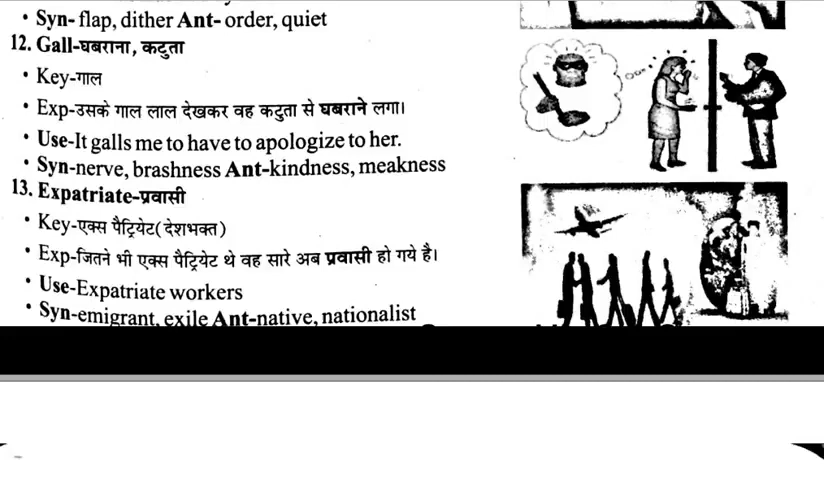 • Syn- flap, dither Ant- order, quiet
12. Gall-घबराना, कटुता
• Key-गाल
• Exp-उसके गाल लाल देखकर वह कटुता से घबराने लगा।
• Use-It galls me to have to apologize to her.
• Syn-nerve, brashness Ant-kindness, meakness
13. Expatriate-प्रवासी
• Key-एक्स पैट्रियेट(देशभक्त)
• Exp-जितने भी एक्स पैट्रियेट थे वह सारे अब प्रवासी हो गये है।
• Use-Expatriate workers
• Syn-emigrant, exile Ant-native, nationalist